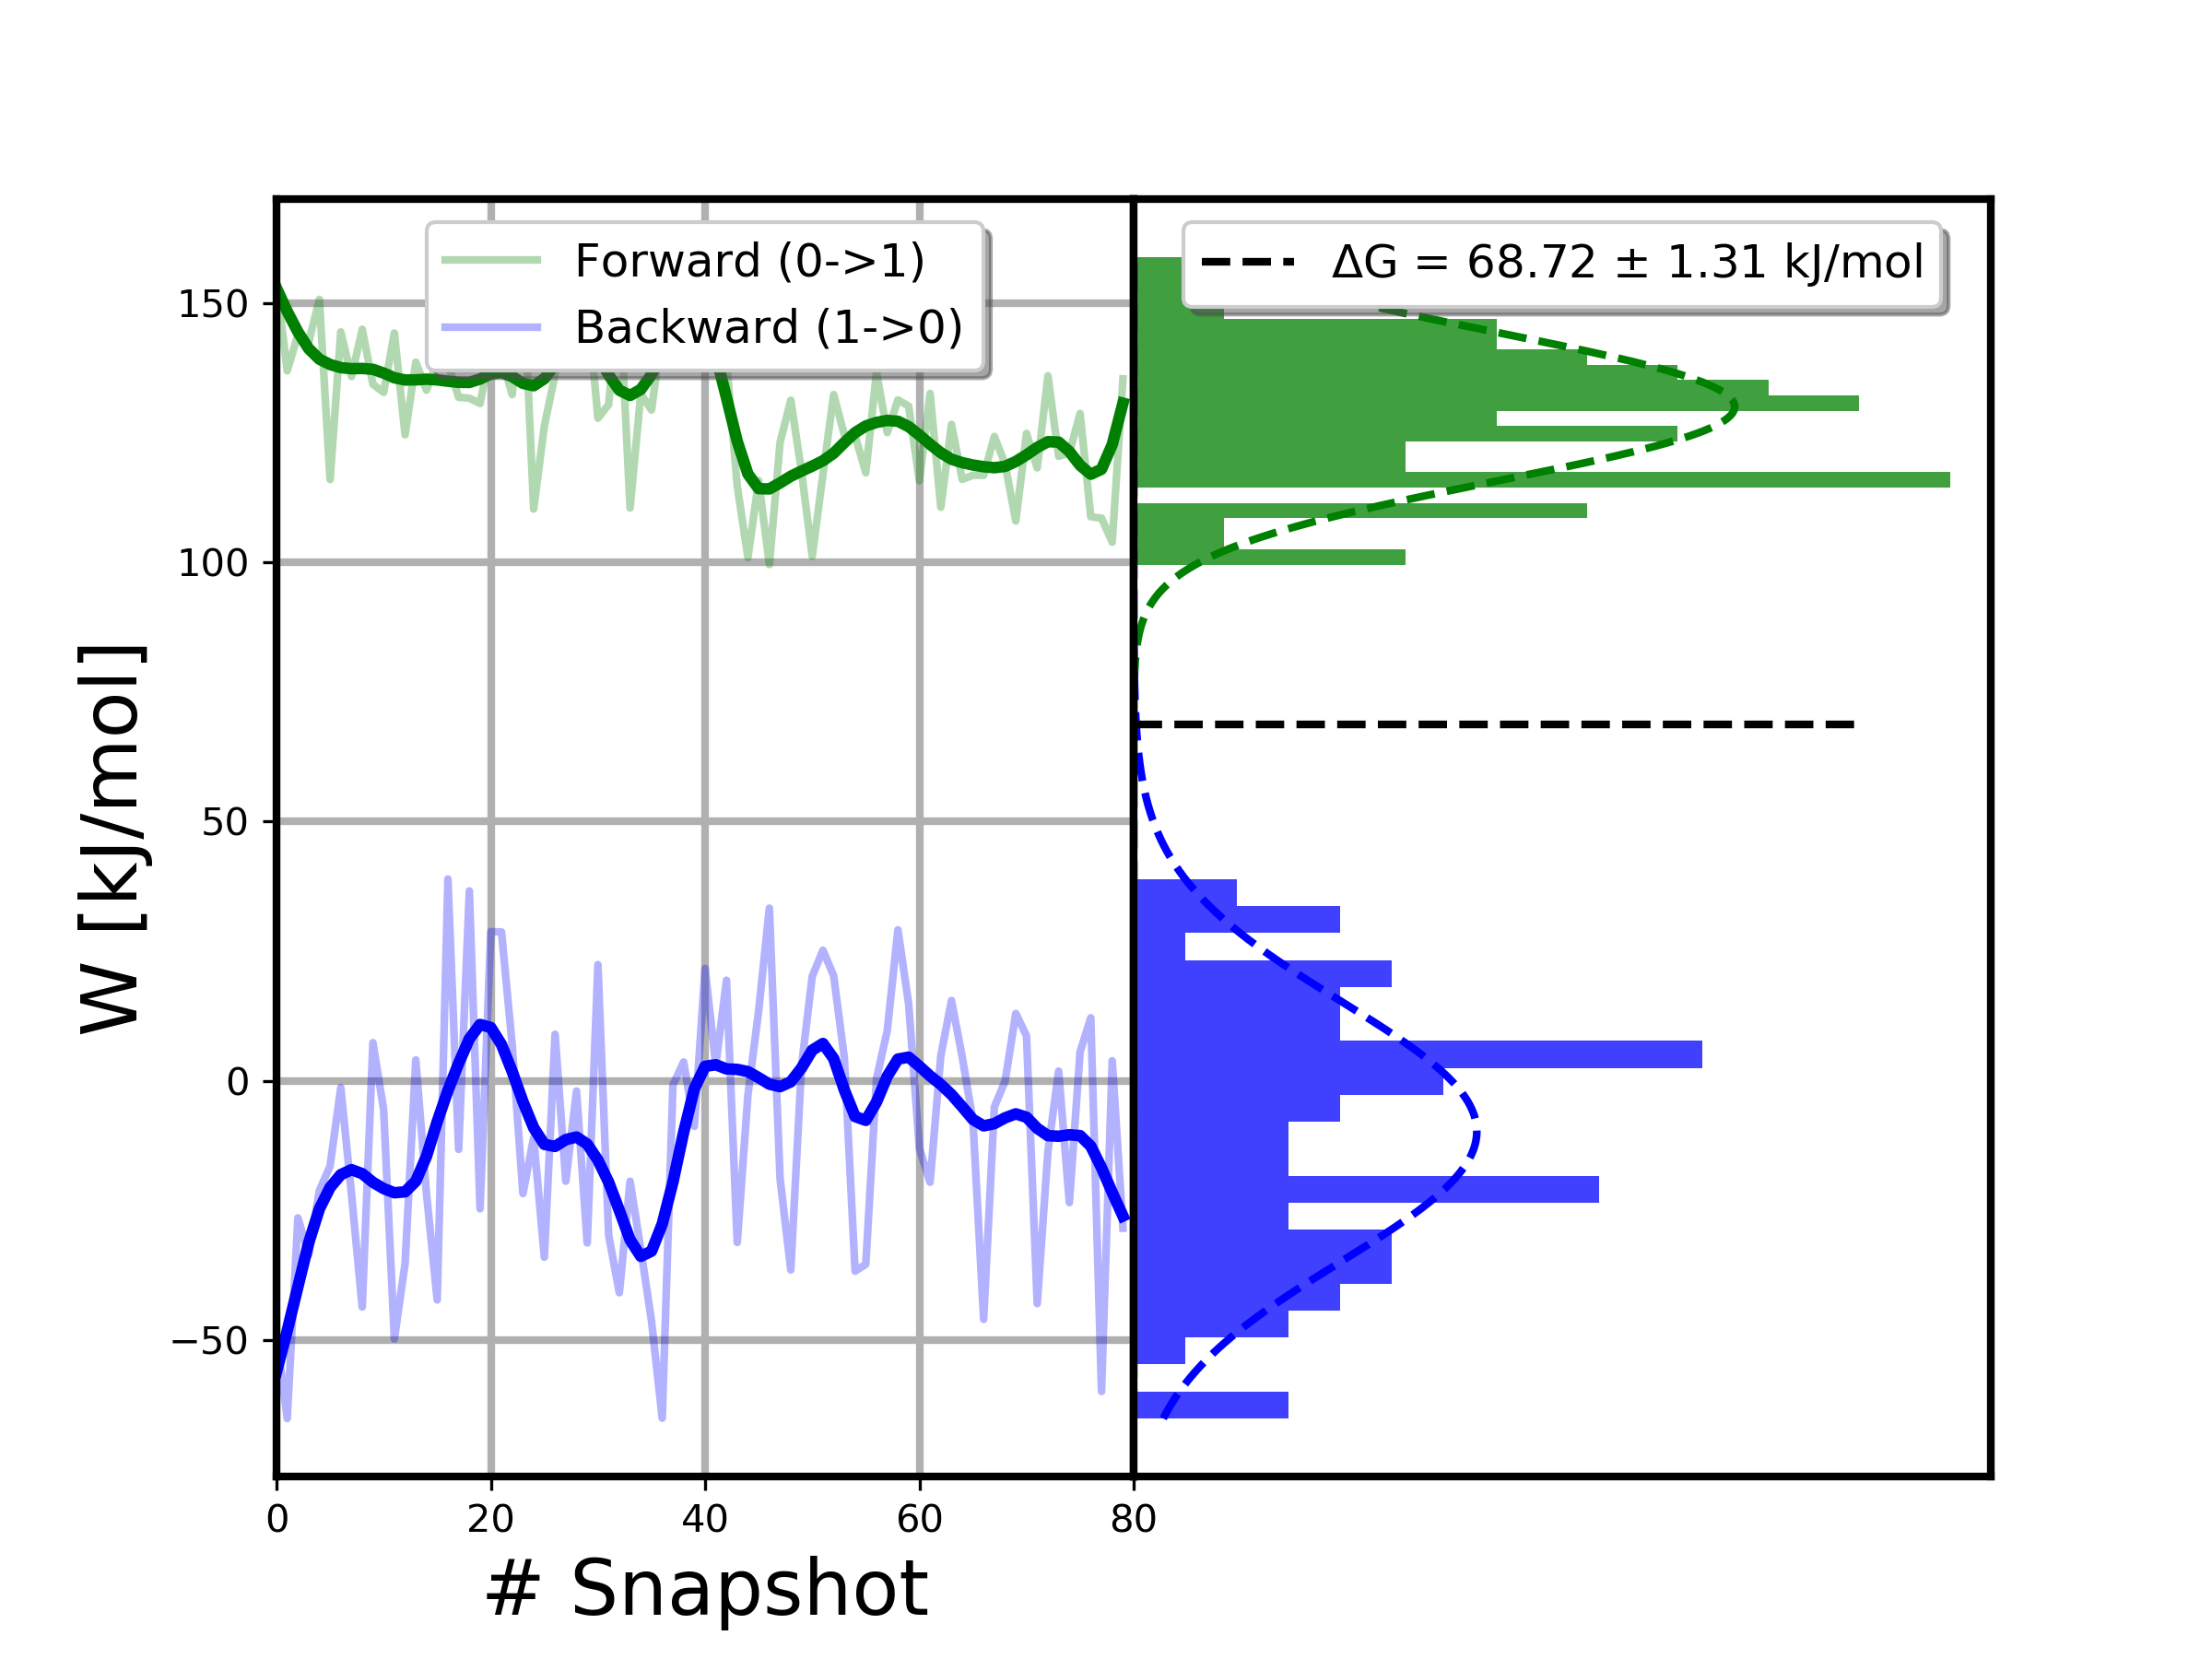 Forward (0->1)
Backward (1->0)
ΔG = 68.72 ± 1.31 kJ/mol
150
100
50
0
−50
W [kJ/mol]
0 20 40 60 80
# Snapshot